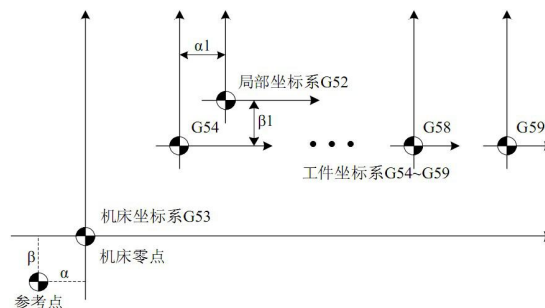 α1
局部坐标系G52
G54
β1
G58
G59
工件坐标系G54~G59
机床坐标系G53
机床零点
β
α
参考点